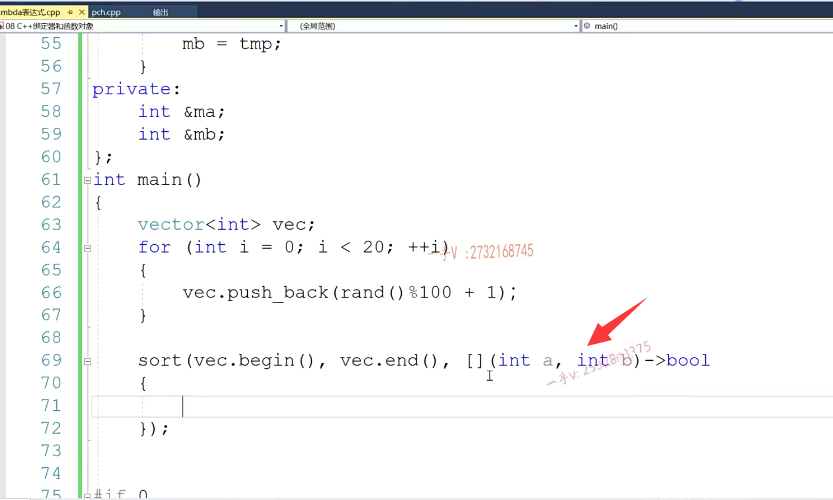 mbda表达式.cpp pch.cpp 输出
08 C++绑定器和函数对象 (全局范围) main()
55 mb = tmp;
56 }
57 private:
58 int &ma;
59 int &mb;
60 };
61 int main()
62 {
63 vector<int> vec;
64 for (int i = 0; i < 20; ++i)
一手V :2732168745
65 {
66 vec.push_back(rand()%100 + 1);
67 }
68
69 sort(vec.begin(), vec.end(), [](int a, int b)->bool
70 {
71
72 });
73
74
75 #if 0